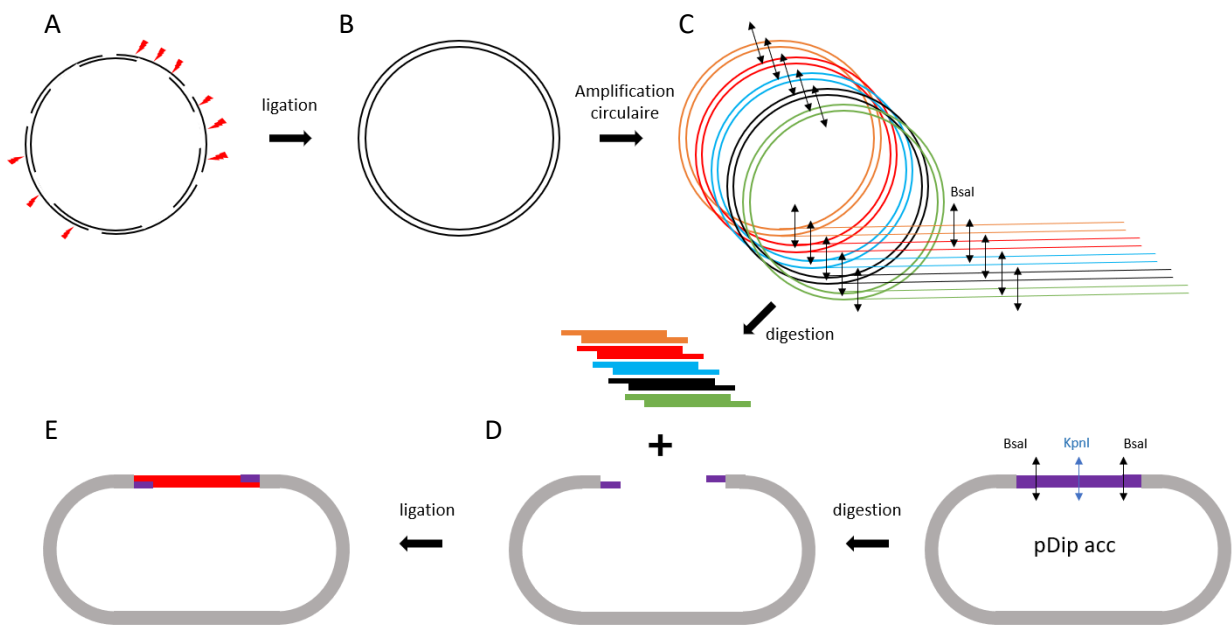 A
B
C
ligation
Amplification
circulaire
BsaI
digestion
E
D
+
BsaI
KpnI
BsaI
ligation
digestion
pDip acc